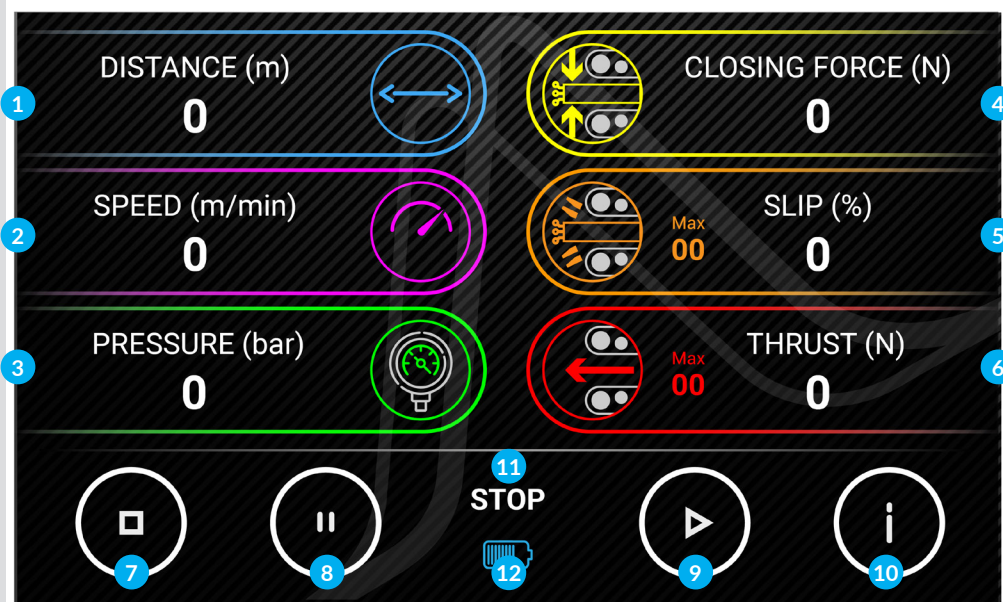 DISTANCE (m)
0
1
CLOSING FORCE (N)
0
4
SPEED (m/min)
0
2
SLIP (%)
Max
00
0
5
PRESSURE (bar)
0
3
THRUST (N)
Max
00
0
6
11
STOP
7
8
12
9
10
i